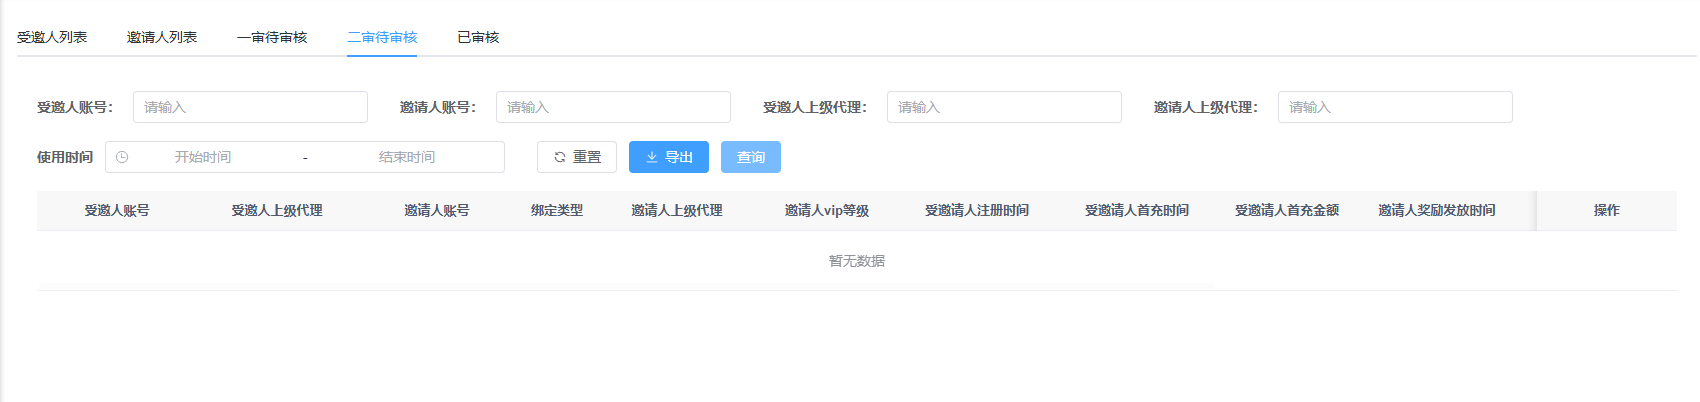 受邀人列表 邀请人列表 一审待审核 二审待审核 已审核
受邀人账号： 请输入 邀请人账号： 请输入 受邀人上级代理： 请输入 邀请人上级代理： 请输入
使用时间 开始时间 - 结束时间 重置 导出 查询
受邀人账号 受邀人上级代理 邀请人账号 绑定类型 邀请人上级代理 邀请人vip等级 受邀请人注册时间 受邀请人首充时间 受邀请人首充金额 邀请人奖励发放时间 操作
暂无数据